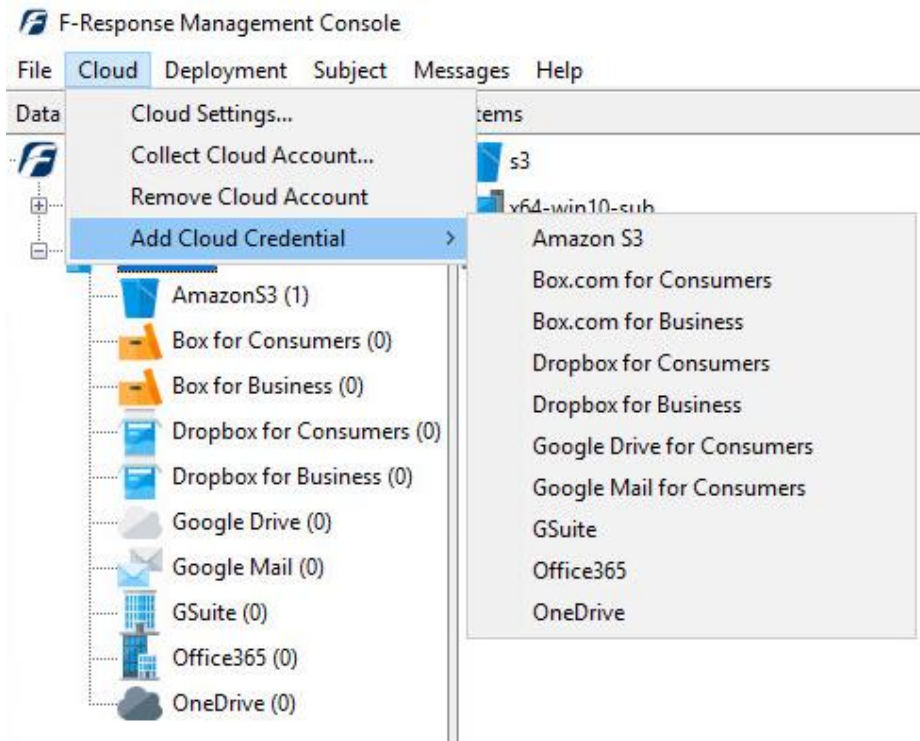 F-Response Management Console
File Cloud Deployment Subject Messages Help
Data
Cloud Settings...
Collect Cloud Account...
Remove Cloud Account
Add Cloud Credential >
tems
s3
x64-win10-sub
Amazon S3
Box.com for Consumers
Box.com for Business
Dropbox for Consumers
Dropbox for Business
Google Drive for Consumers
Google Mail for Consumers
GSuite
Office365
OneDrive
AmazonS3 (1)
Box for Consumers (0)
Box for Business (0)
Dropbox for Consumers (0)
Dropbox for Business (0)
Google Drive (0)
Google Mail (0)
GSuite (0)
Office365 (0)
OneDrive (0)